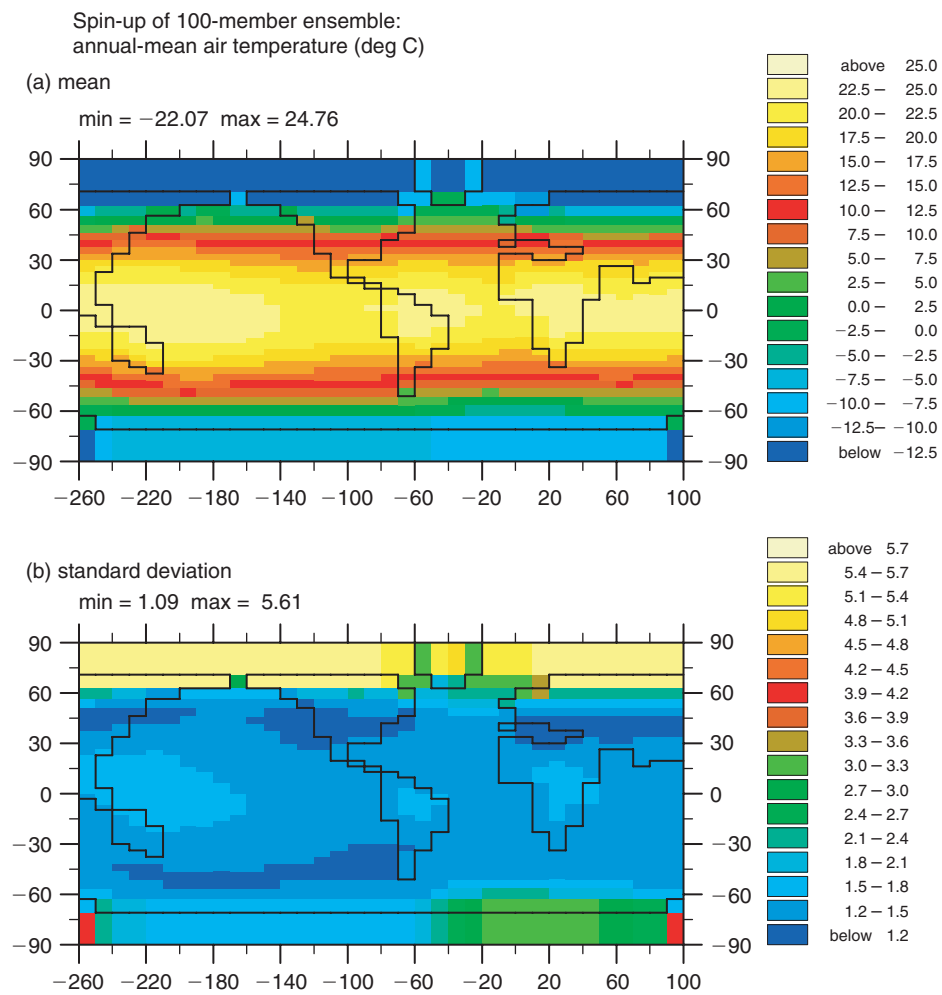 Spin-up of 100-member ensemble:
annual-mean air temperature (deg C)
(a) mean
min = −22.07 max = 24.76
90 90
60 60
30 30
0 0
−30 −30
−60 −60
−90 −90
−260 −220 −180 −140 −100 −60 −20 20 60 100
above 25.0
22.5 – 25.0
20.0 – 22.5
17.5 – 20.0
15.0 – 17.5
12.5 – 15.0
10.0 – 12.5
7.5 – 10.0
5.0 – 7.5
2.5 – 5.0
0.0 – 2.5
−2.5 – 0.0
−5.0 – −2.5
−7.5 – −5.0
−10.0 – −7.5
−12.5– −10.0
below −12.5
(b) standard deviation
min = 1.09 max = 5.61
90 90
60 60
30 30
0 0
−30 −30
−60 −60
−90 −90
−260 −220 −180 −140 −100 −60 −20 20 60 100
above 5.7
5.4 – 5.7
5.1 – 5.4
4.8 – 5.1
4.5 – 4.8
4.2 – 4.5
3.9 – 4.2
3.6 – 3.9
3.3 – 3.6
3.0 – 3.3
2.7 – 3.0
2.4 – 2.7
2.1 – 2.4
1.8 – 2.1
1.5 – 1.8
1.2 – 1.5
below 1.2